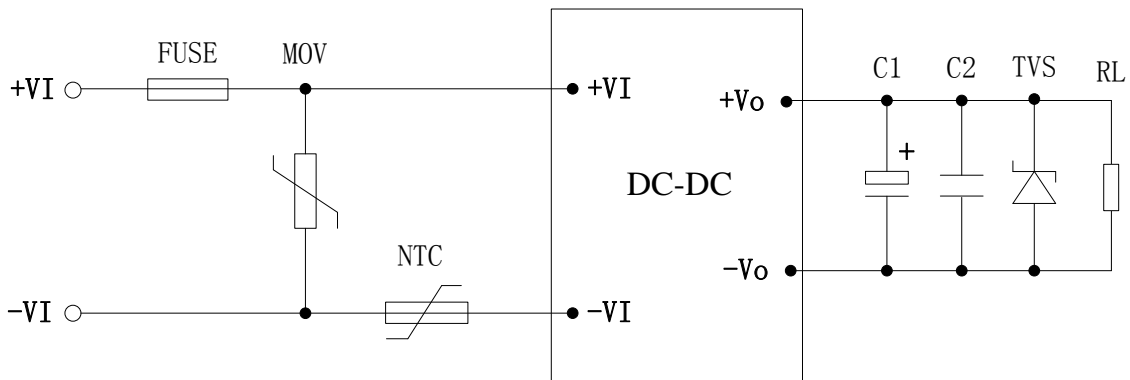 FUSE
MOV
+VI
+VI
+Vo
C1
C2
TVS
RL
+
DC-DC
NTC
-Vo
-VI
-VI